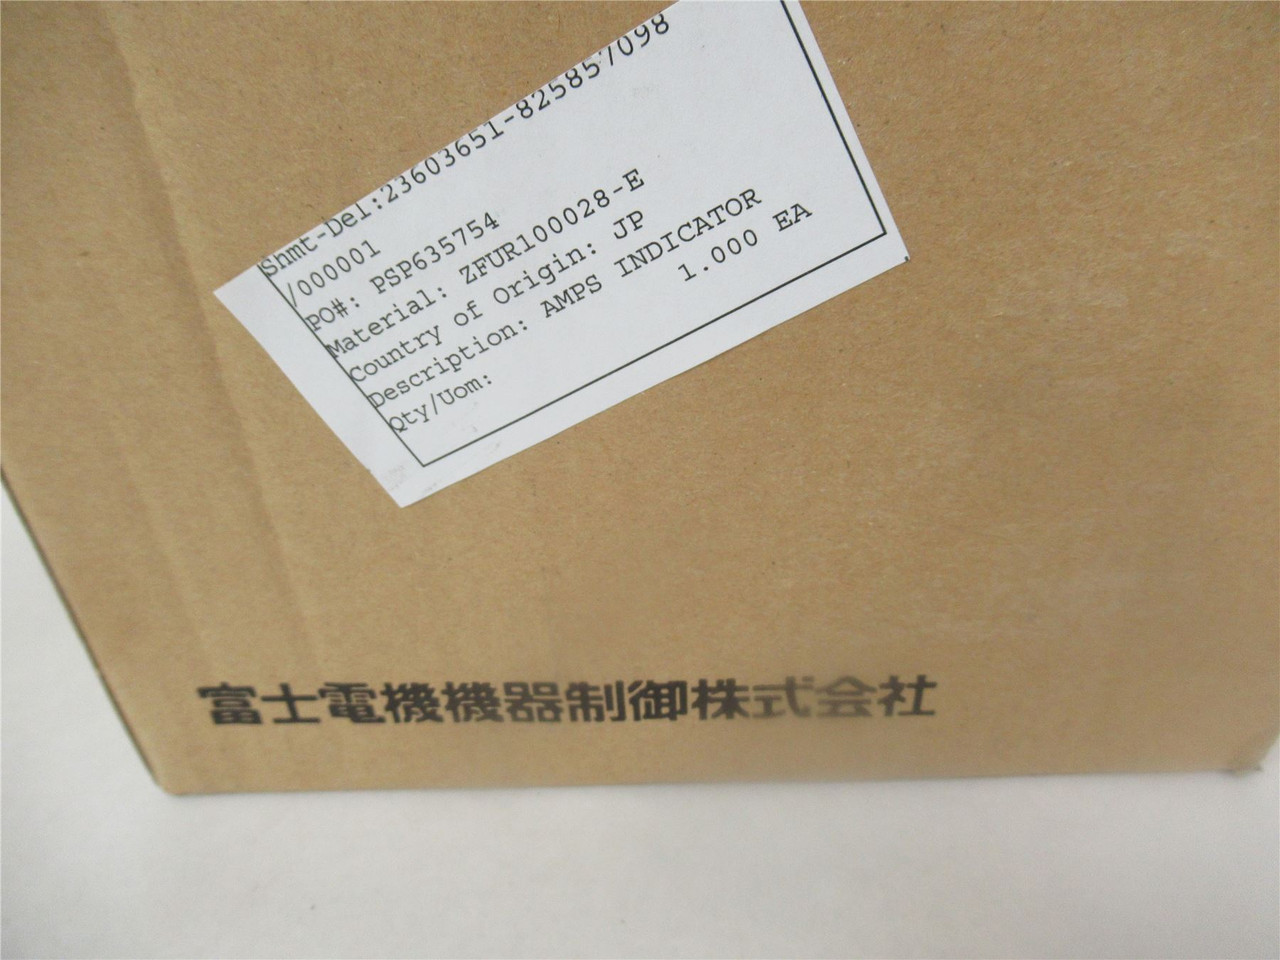 Shmt-Del:23603651-825857098
/000001
PO#: PSP635754
Material: ZFUR100028-E
Country of Origin: JP
Description: AMPS INDICATOR
Qty/Uom: 1.000 EA
富士電機機器制御株式会社